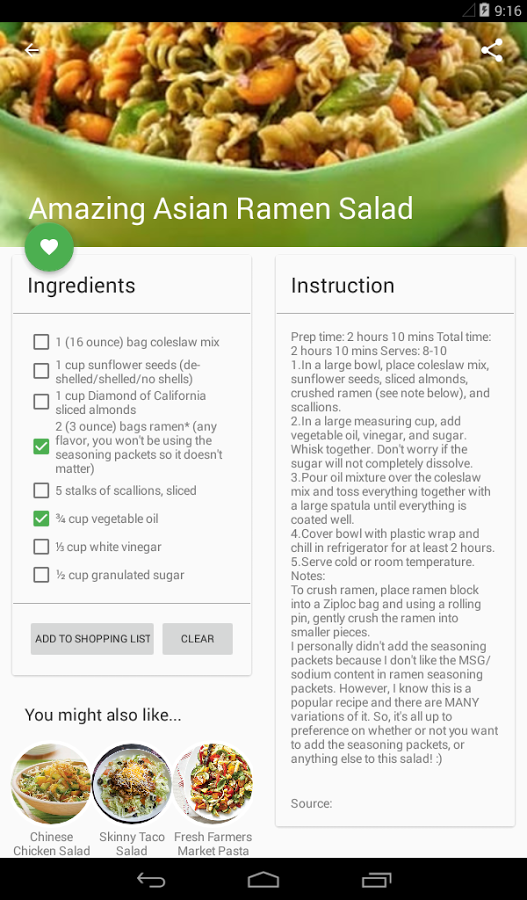 9:16
Amazing Asian Ramen Salad
Ingredients
1 (16 ounce) bag coleslaw mix
1 cup sunflower seeds (de-
shelled/shelled/no shells)
1 cup Diamond of California
sliced almonds
2 (3 ounce) bags ramen* (any
flavor, you won't be using the
seasoning packets so it doesn't
matter)
5 stalks of scallions, sliced
¾ cup vegetable oil
⅓ cup white vinegar
½ cup granulated sugar
ADD TO SHOPPING LIST
CLEAR
You might also like...
Chinese
Chicken Salad
Skinny Taco
Salad
Fresh Farmers
Market Pasta
Instruction
Prep time: 2 hours 10 mins Total time:
2 hours 10 mins Serves: 8-10
1.In a large bowl, place coleslaw mix,
sunflower seeds, sliced almonds,
crushed ramen (see note below), and
scallions.
2.In a large measuring cup, add
vegetable oil, vinegar, and sugar.
Whisk together. Don't worry if the
sugar will not completely dissolve.
3.Pour oil mixture over the coleslaw
mix and toss everything together with
a large spatula until everything is
coated well.
4.Cover bowl with plastic wrap and
chill in refrigerator for at least 2 hours.
5.Serve cold or room temperature.
Notes:
To crush ramen, place ramen block
into a Ziploc bag and using a rolling
pin, gently crush the ramen into
smaller pieces.
I personally didn't add the seasoning
packets because I don't like the MSG/
sodium content in ramen seasoning
packets. However, I know this is a
popular recipe and there are MANY
variations of it. So, it's all up to
preference on whether or not you want
to add the seasoning packets, or
anything else to this salad! :)
Source: